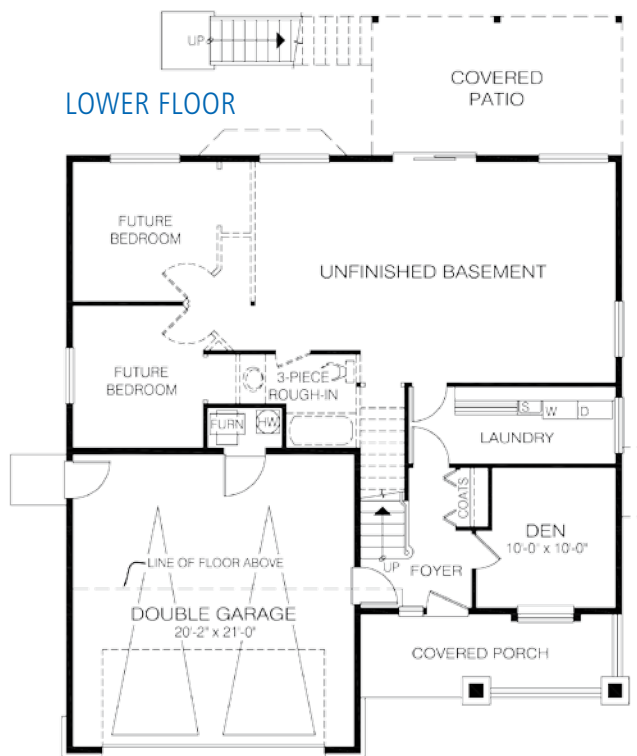 UP
COVERED
PATIO
LOWER FLOOR
FUTURE
BEDROOM
UNFINISHED BASEMENT
FUTURE
BEDROOM
3-PIECE
ROUGH-IN
S
W
D
LAUNDRY
FURN
HW
COATS
DEN
10'-0" x 10'-0"
UP
FOYER
LINE OF FLOOR ABOVE
DOUBLE GARAGE
20'-2" x 21'-0"
COVERED PORCH